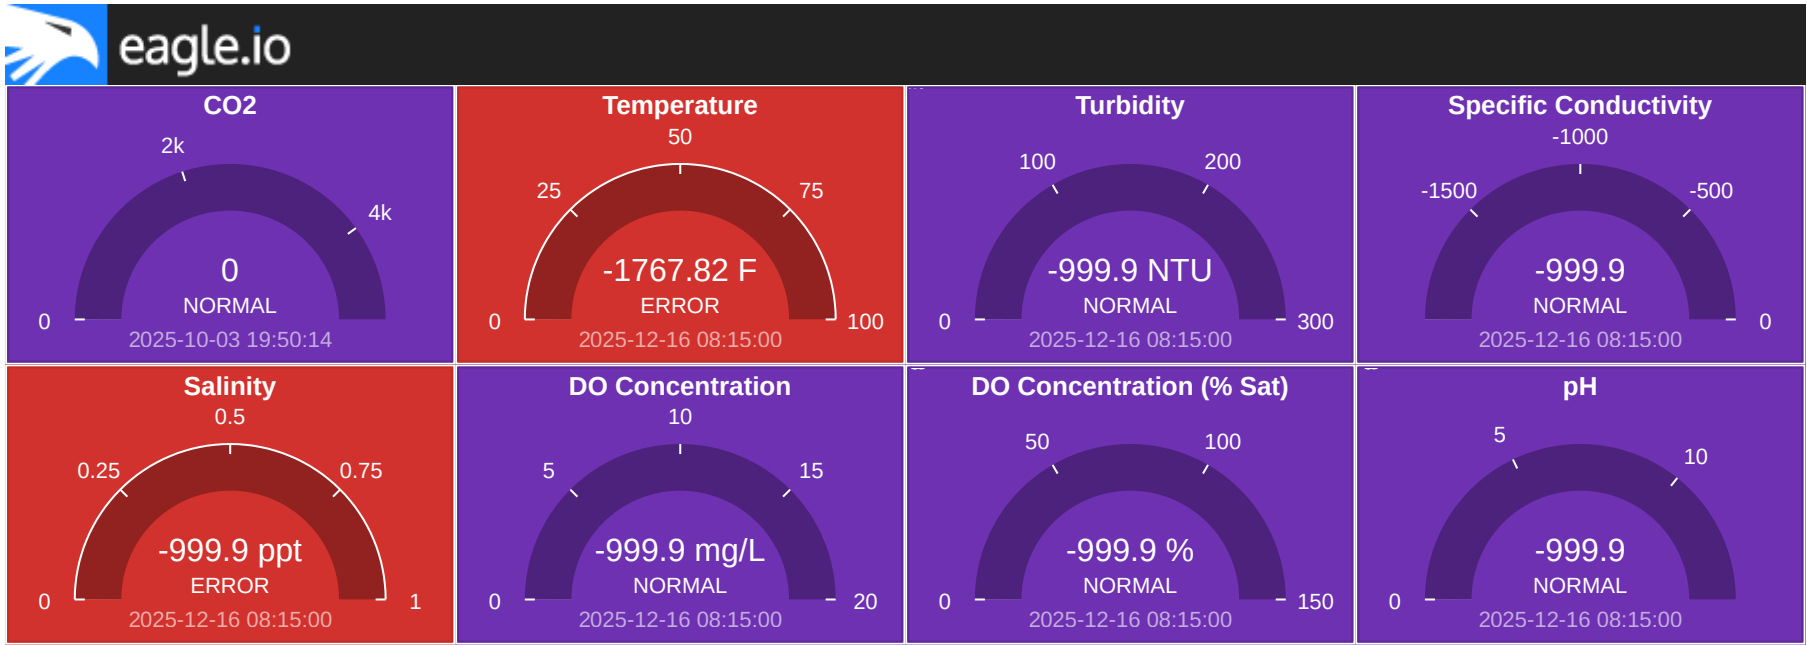 eagle.io
CO2
2k
4k
0
NORMAL
0
2025-10-03 19:50:14
Temperature
50
25
75
-1767.82 F
ERROR
0
100
2025-12-16 08:15:00
Turbidity
100
200
-999.9 NTU
NORMAL
0
300
2025-12-16 08:15:00
Specific Conductivity
-1000
-1500
-500
-999.9
NORMAL
0
2025-12-16 08:15:00
Salinity
0.5
0.25
0.75
-999.9 ppt
ERROR
0
1
2025-12-16 08:15:00
DO Concentration
10
5
15
-999.9 mg/L
NORMAL
0
20
2025-12-16 08:15:00
DO Concentration (% Sat)
50
100
-999.9 %
NORMAL
0
150
2025-12-16 08:15:00
pH
5
10
-999.9
NORMAL
0
2025-12-16 08:15:00